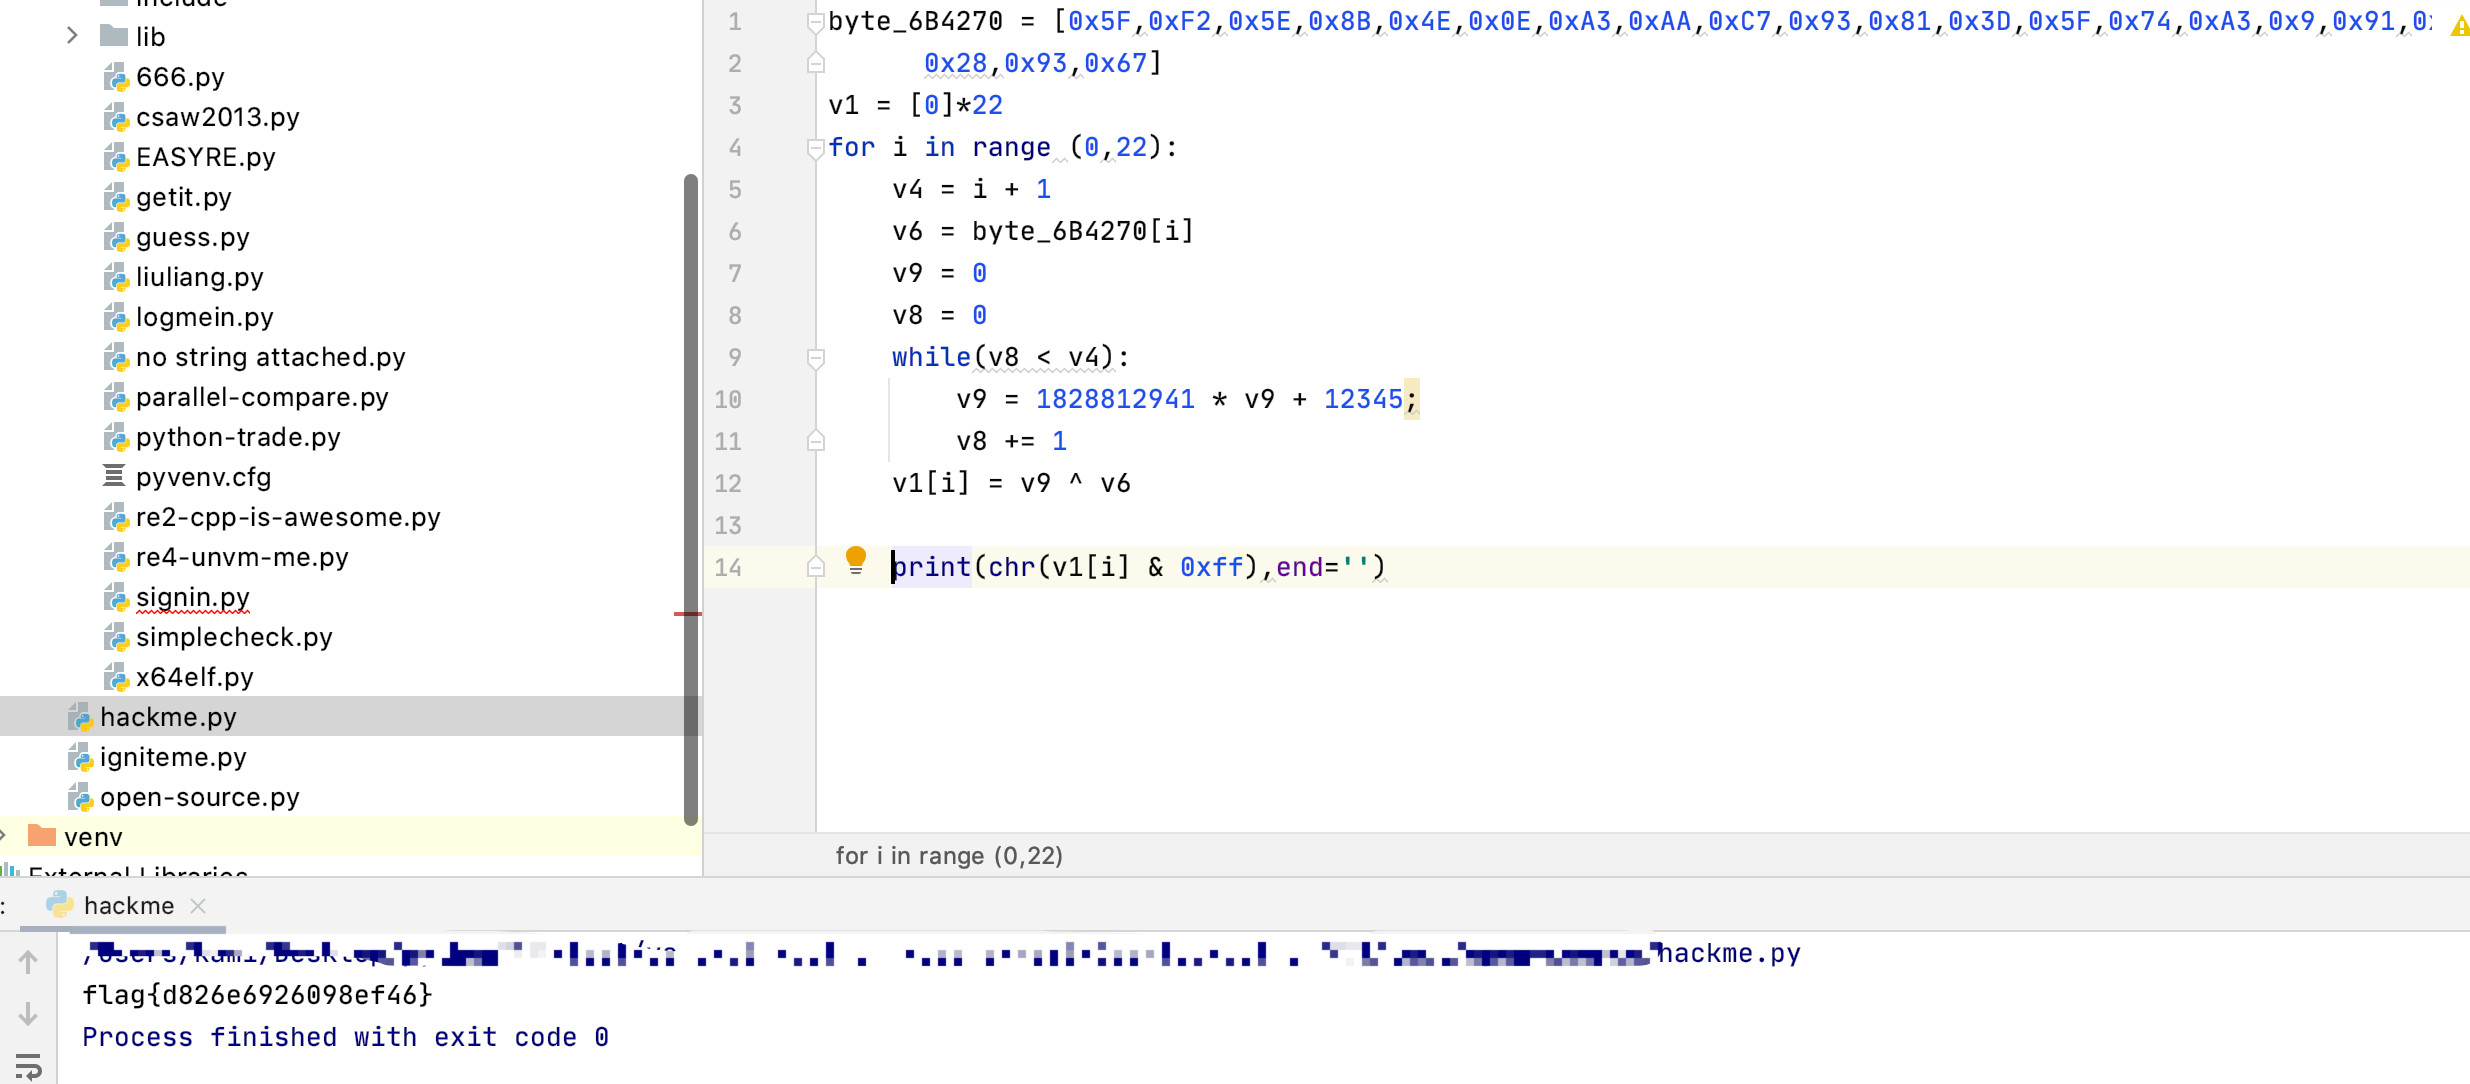 include
lib
666.py
csaw2013.py
EASYRE.py
getit.py
guess.py
liuliang.py
logmein.py
no string attached.py
parallel-compare.py
python-trade.py
pyvenv.cfg
re2-cpp-is-awesome.py
re4-unvm-me.py
signin.py
simplecheck.py
x64elf.py
hackme.py
igniteme.py
open-source.py
venv
External Libraries
1 byte_6B4270 = [0x5F,0xF2,0x5E,0x8B,0x4E,0x0E,0xA3,0xAA,0xC7,0x93,0x81,0x3D,0x5F,0x74,0xA3,0x9,0x91,0
2 0x28,0x93,0x67]
3 v1 = [0]*22
4 for i in range (0,22):
5 v4 = i + 1
6 v6 = byte_6B4270[i]
7 v9 = 0
8 v8 = 0
9 while(v8 < v4):
10 v9 = 1828812941 * v9 + 12345;
11 v8 += 1
12 v1[i] = v9 ^ v6
13
14 print(chr(v1[i] & 0xff),end='')
for i in range (0,22)
: hackme
hackme.py
flag{d826e6926098ef46}
Process finished with exit code 0